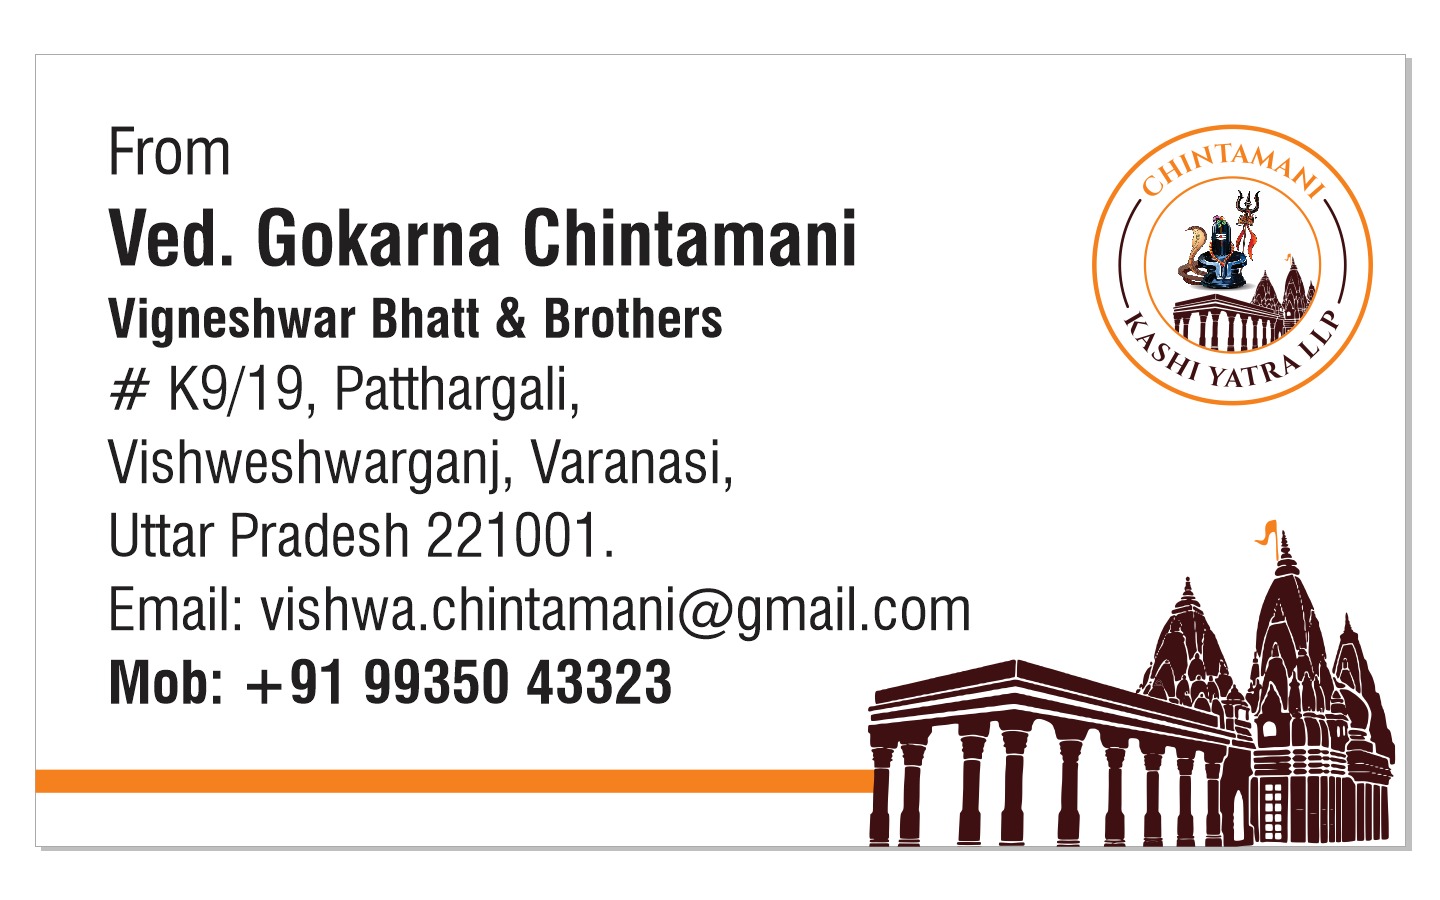 From
Ved. Gokarna Chintamani
Vigneshwar Bhatt & Brothers
# K9/19, Patthargali,
Vishweshwarganj, Varanasi,
Uttar Pradesh 221001.
Email: vishwa.chintamani@gmail.com
Mob: +91 99350 43323
CHINTAMANI
KASHI YATRA LLP